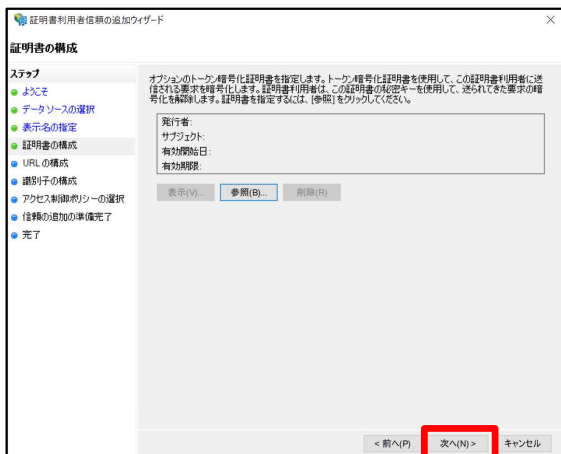 証明書利用者信頼の追加ウィザード
証明書の構成
ステップ
ようこそ
データ ソースの選択
表示名の指定
証明書の構成
URL の構成
識別子の構成
アクセス制御ポリシーの選択
信頼の追加の準備完了
完了
オプションのトークン暗号化証明書を指定します。トークン暗号化証明書を使用して、この証明書利用者に送
信される要求を暗号化します。証明書利用者は、この証明書の秘密キーを使用して、送られてきた要求の暗
号化を解除します。証明書を指定するには、[参照] をクリックしてください。
発行者:
サブジェクト:
有効開始日:
有効期限:
表示(V)... 参照(B)... 削除(R)
< 前へ(P) 次へ(N) > キャンセル